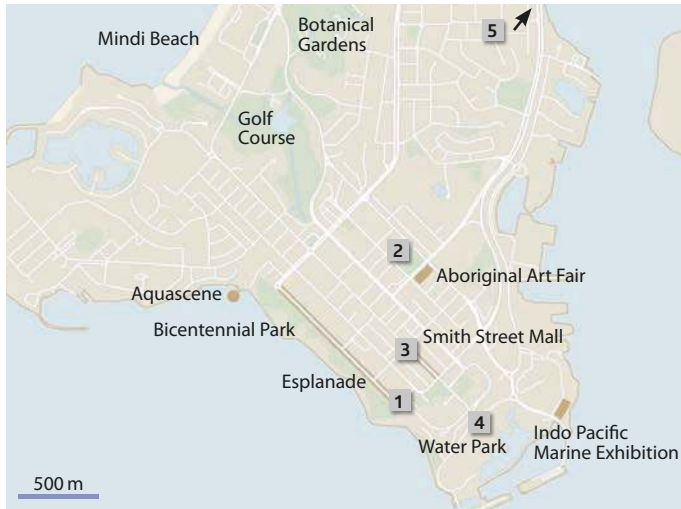 5
Botanical
Gardens
Mindi Beach
Golf
Course
2
Aboriginal Art Fair
Aquascene
Bicentennial Park
Smith Street Mall
3
Esplanade
1
4
Water Park
Indo Pacific
Marine Exhibition
500 m